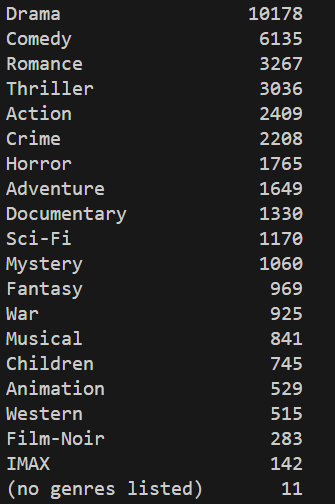 Drama 10178
Comedy 6135
Romance 3267
Thriller 3036
Action 2409
Crime 2208
Horror 1765
Adventure 1649
Documentary 1330
Sci-Fi 1170
Mystery 1060
Fantasy 969
War 925
Musical 841
Children 745
Animation 529
Western 515
Film-Noir 283
IMAX 142
(no genres listed) 11